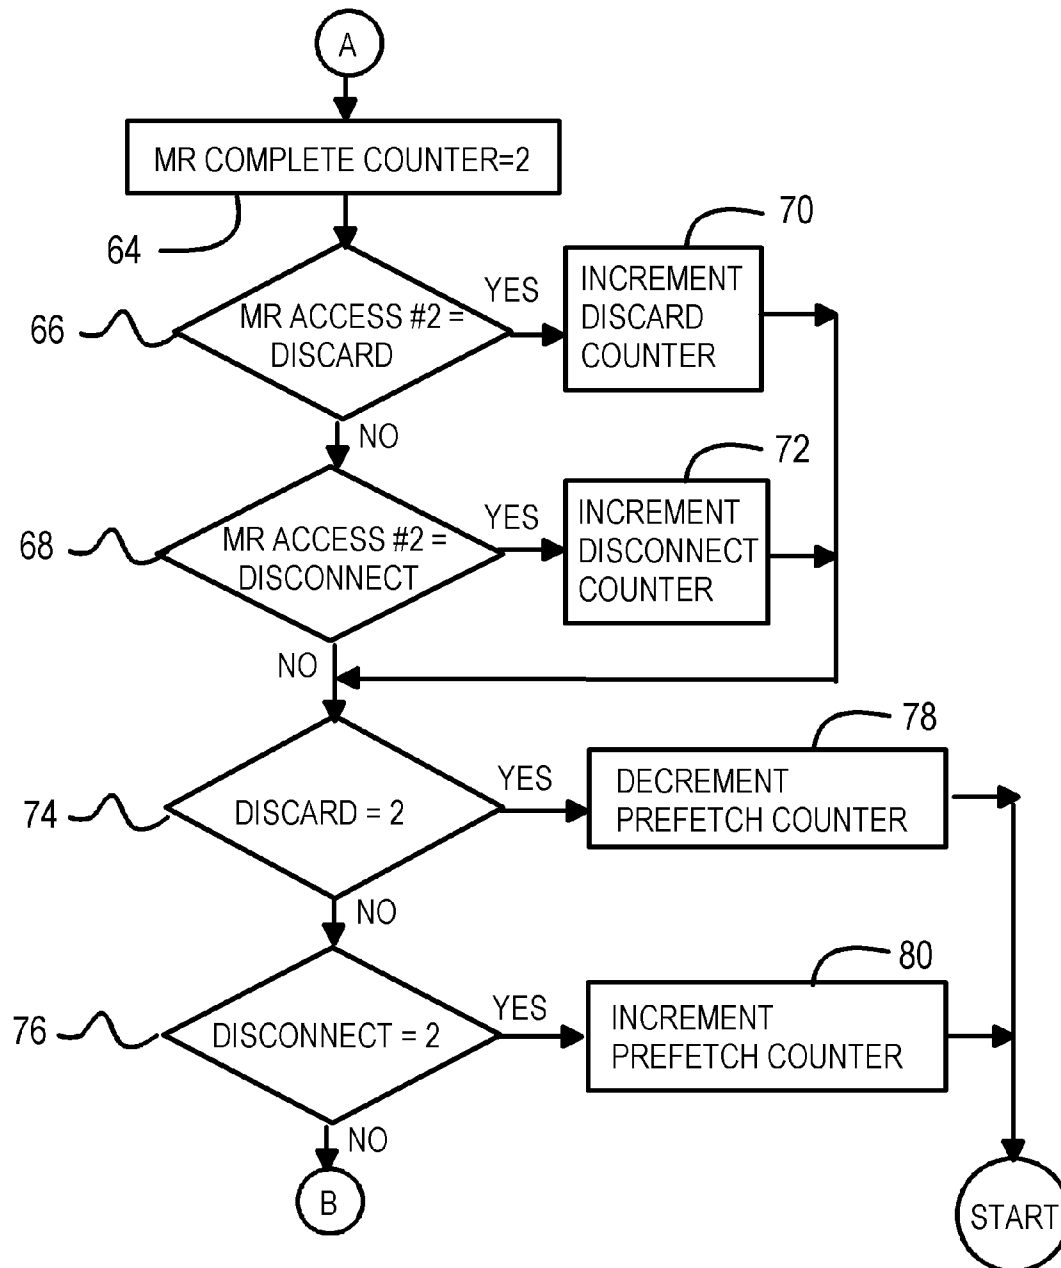 A
MR COMPLETE COUNTER=2
64
70
YES
INCREMENT
DISCARD
COUNTER
66
MR ACCESS #2 =
DISCARD
NO
72
YES
INCREMENT
DISCONNECT
COUNTER
68
MR ACCESS #2 =
DISCONNECT
NO
78
YES
DECREMENT
PREFETCH COUNTER
74
DISCARD = 2
NO
80
YES
INCREMENT
PREFETCH COUNTER
76
DISCONNECT = 2
NO
B
START